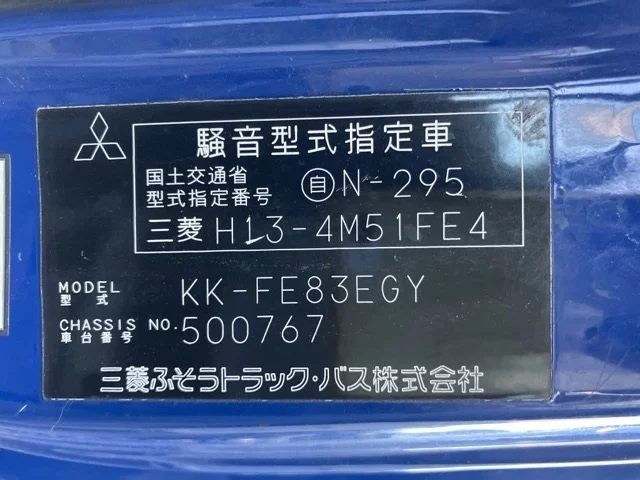 騒音型式指定車
国土交通省
型式指定番号 自N-295
三菱 H13-4M51FE4
MODEL
型式 KK-FE83EGY
CHASSIS NO.
車台番号 500767
三菱ふそうトラック・バス株式会社